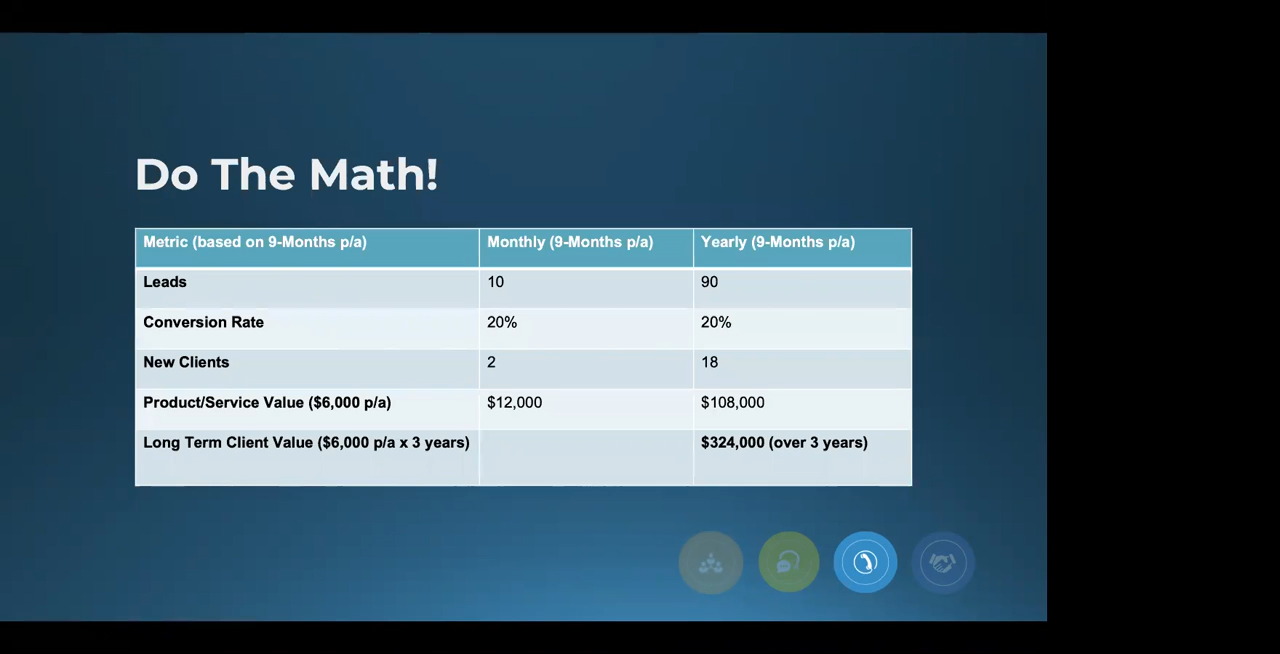 Do The Math!
Metric (based on 9-Months p/a) Monthly (9-Months p/a) Yearly (9-Months p/a)
Leads 10 90
Conversion Rate 20% 20%
New Clients 2 18
Product/Service Value ($6,000 p/a) $12,000 $108,000
Long Term Client Value ($6,000 p/a x 3 years) $324,000 (over 3 years)